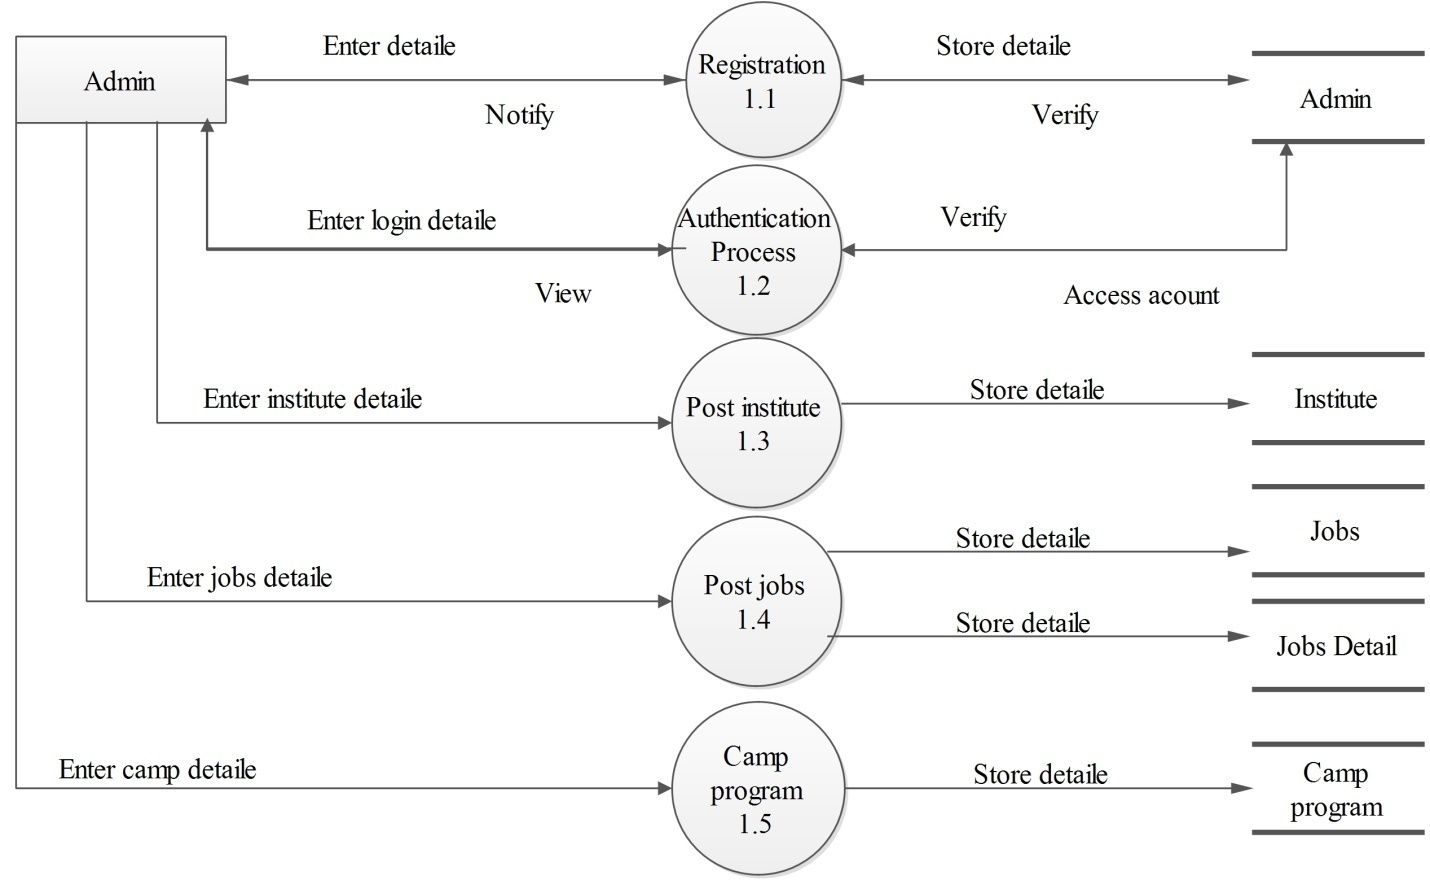 Enter detaile
Store detaile
Admin
Registration
1.1
Admin
Notify
Verify
Enter login detaile
Authentication
Process
1.2
Verify
View
Access acount
Enter institute detaile
Post institute
1.3
Store detaile
Institute
Store detaile
Jobs
Enter jobs detaile
Post jobs
1.4
Store detaile
Jobs Detail
Enter camp detaile
Camp
program
1.5
Store detaile
Camp
program